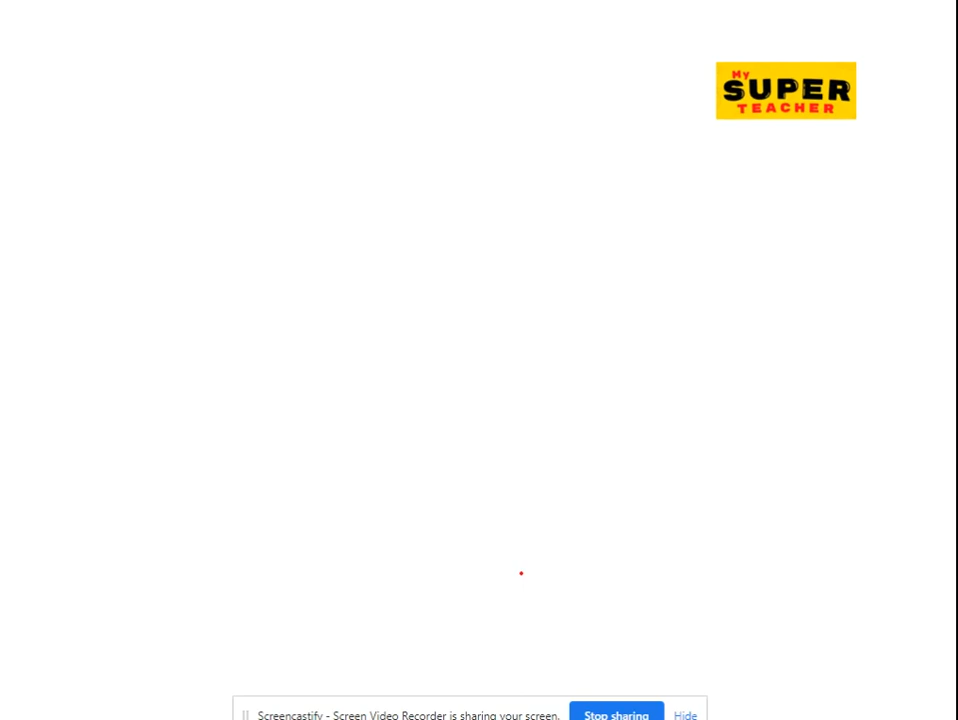 My
SUPER
TEACHER
Screencastify - Screen Video Recorder is sharing your screen.
Stop sharing
Hide